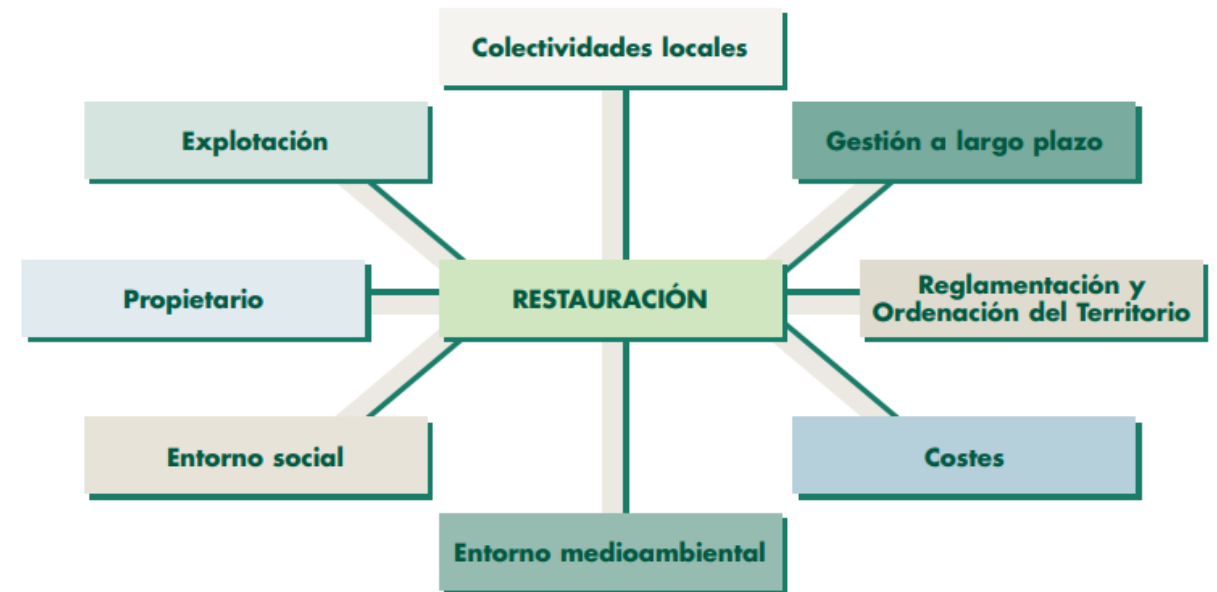 Colectividades locales
Explotación
Gestión a largo plazo
Propietario
RESTAURACIÓN
Reglamentación y
Ordenación del Territorio
Entorno social
Costes
Entorno medioambiental